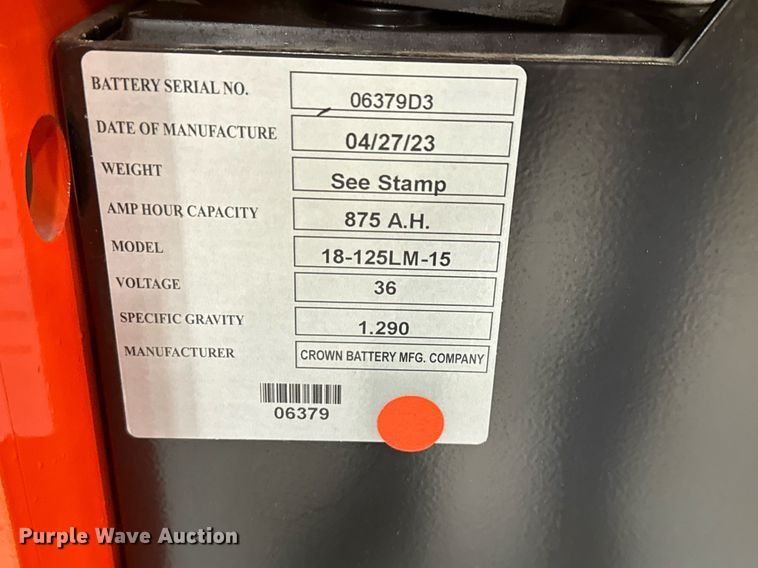 BATTERY SERIAL NO. 06379D3
DATE OF MANUFACTURE 04/27/23
WEIGHT See Stamp
AMP HOUR CAPACITY 875 A.H.
MODEL 18-125LM-15
VOLTAGE 36
SPECIFIC GRAVITY 1.290
MANUFACTURER CROWN BATTERY MFG. COMPANY
06379
Purple Wave Auction